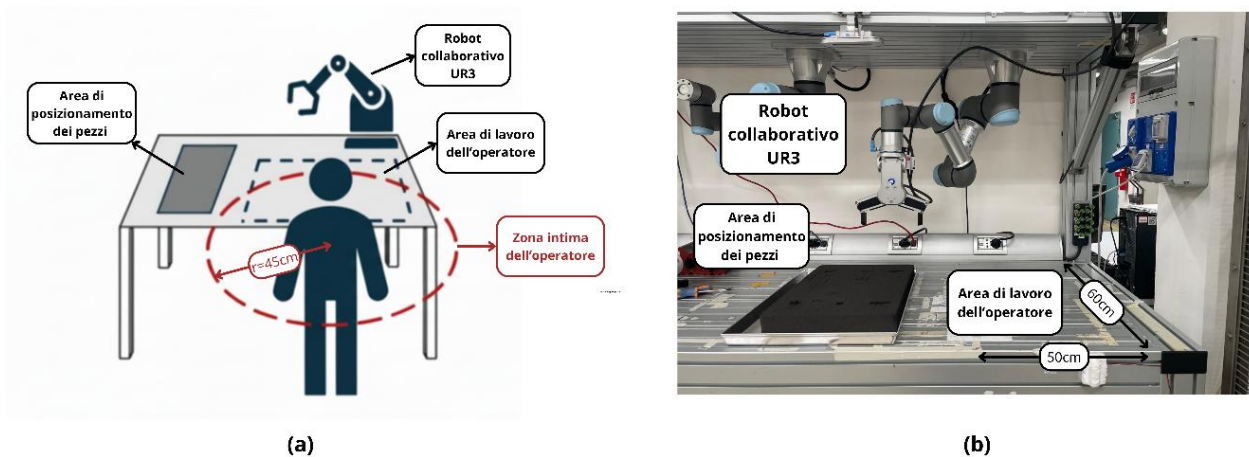 Robot
collaborativo
UR3
Area di
posizionamento
dei pezzi
Area di lavoro
dell'operatore
Zona intima
dell'operatore
r=45cm
(a)
Robot
collaborativo
UR3
Area di
posizionamento
dei pezzi
Area di lavoro
dell'operatore
60cm
50cm
(b)